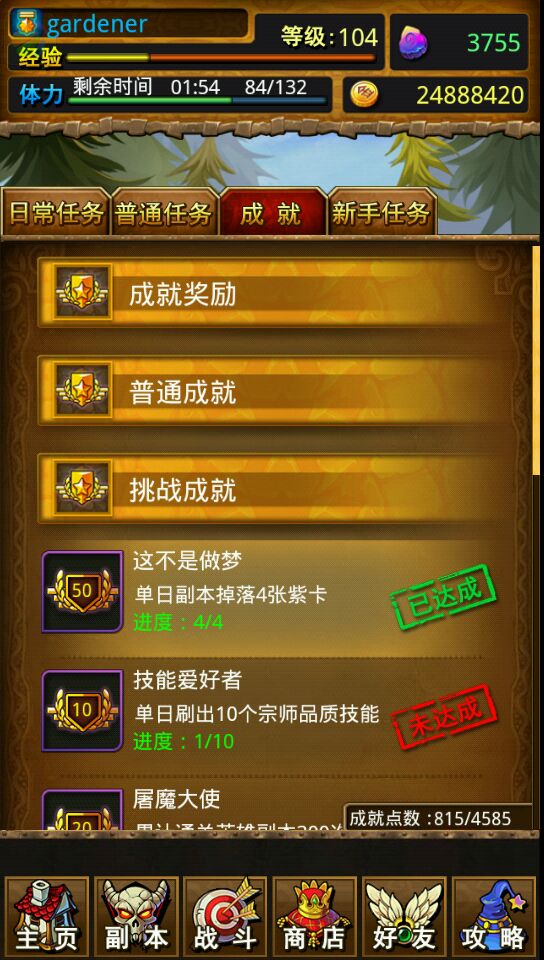 gardener
等级:104
3755
经验
体力
剩余时间 01:54 84/132
24888420
日常任务
普通任务
成就
新手任务
成就奖励
普通成就
挑战成就
50
这不是做梦
单日副本掉落4张紫卡
进度：4/4
已达成
10
技能爱好者
单日刷出10个宗师品质技能
进度：1/10
未达成
20
屠魔大使
成就点数:815/4585
主页
副本
战斗
商店
好友
攻略